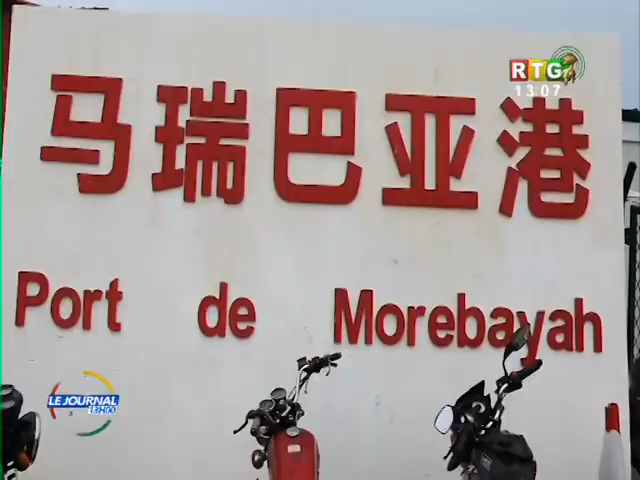 RTG
13:07
马瑞巴亚港
Port de Morebayah
LE JOURNAL
13H00